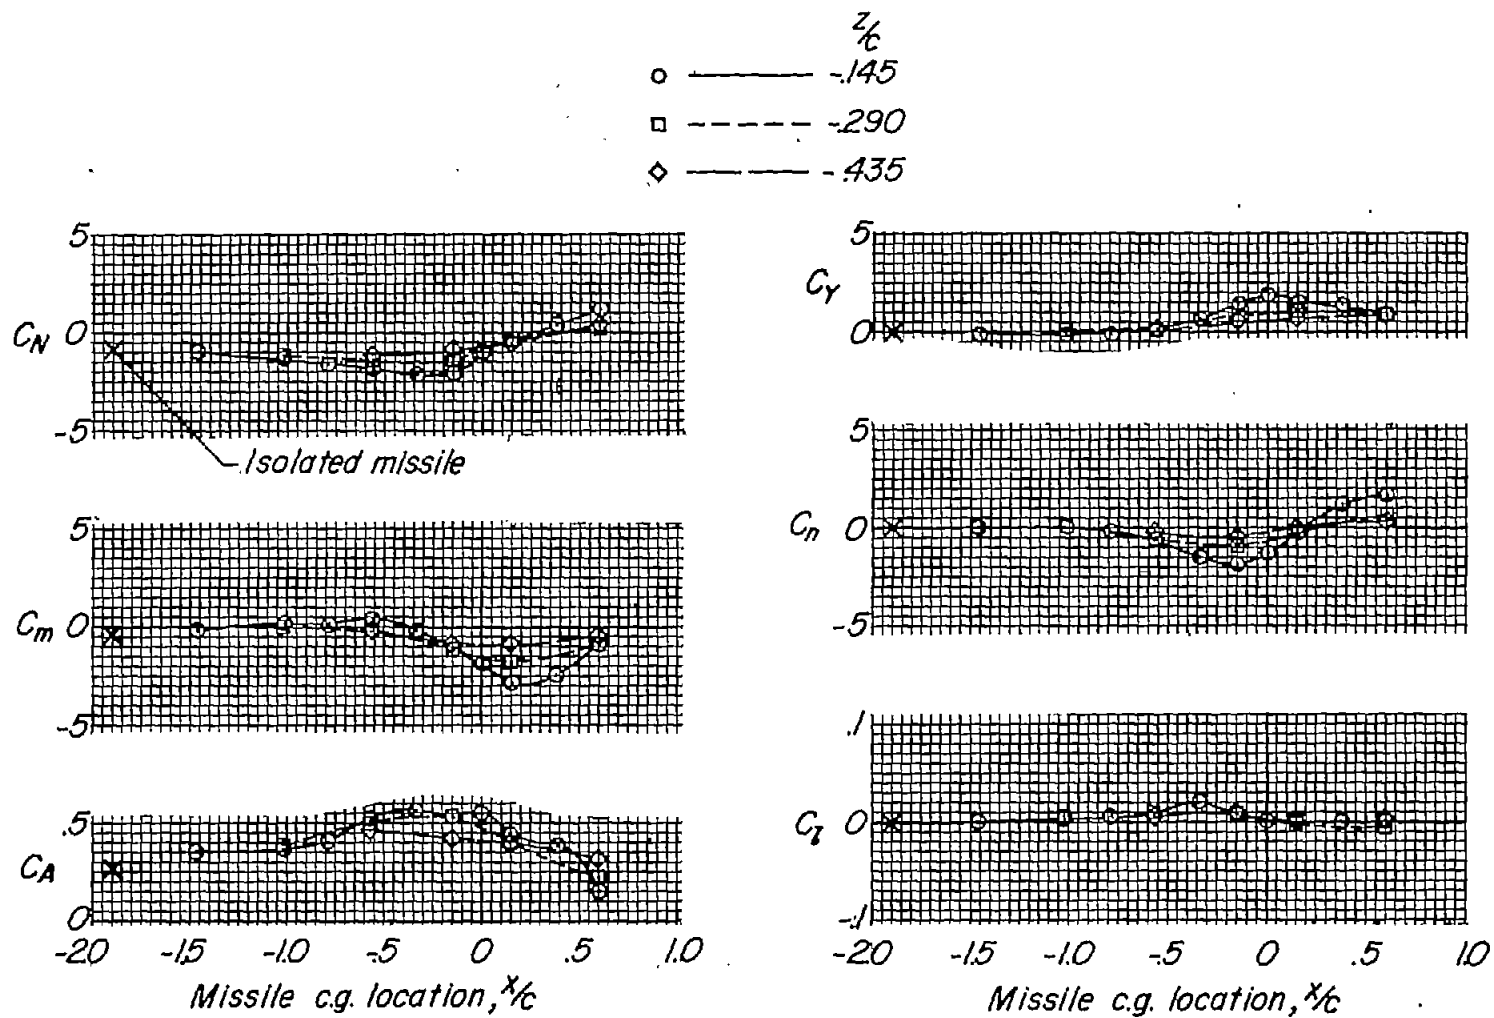 z/c
-.145
-.290
-.435
5
C_N 0
-5
Isolated missile
5
C_m 0
-5
.5
C_A
0
-2.0 -1.5 -1.0 -.5 0 .5 1.0
Missile c.g. location, x/c
5
C_Y
0
5
C_n 0
-5
.1
C_l 0
-.1
-2.0 -1.5 -1.0 -.5 0 .5 1.0
Missile c.g. location, x/c